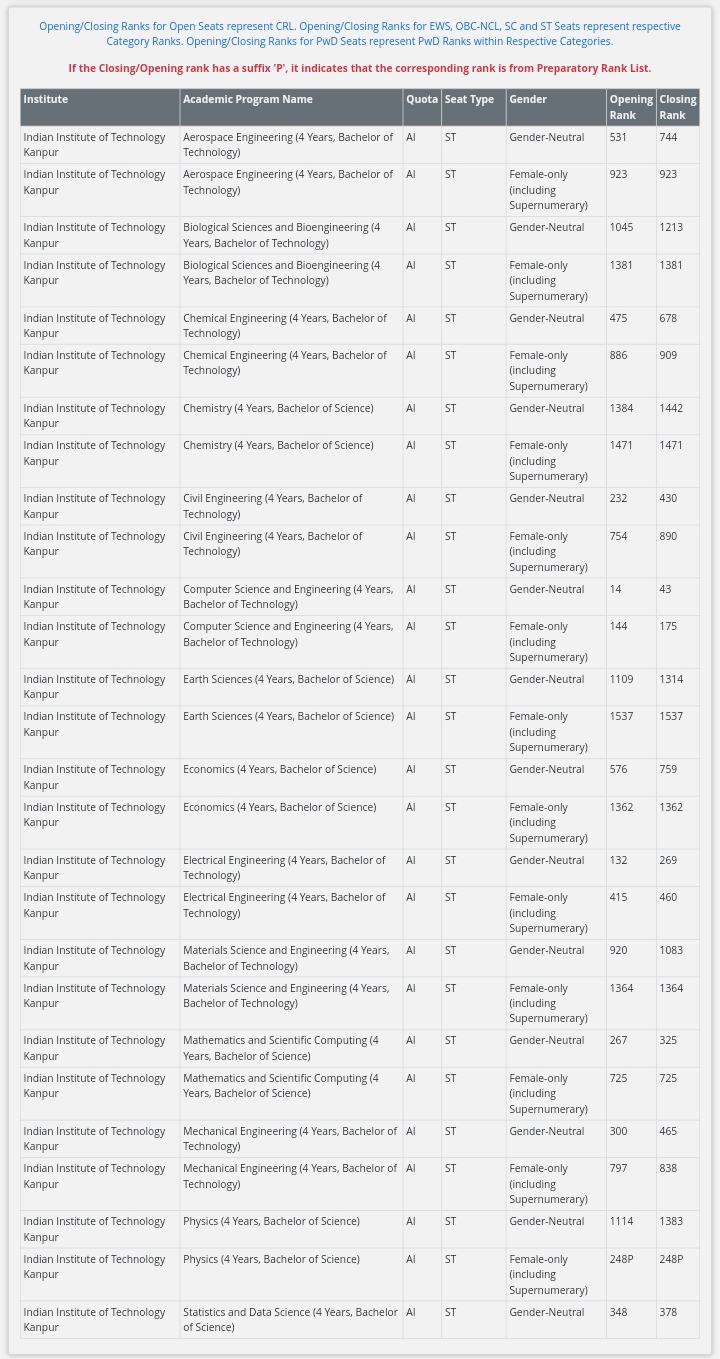 Opening/Closing Ranks for Open Seats represent CRL. Opening/Closing Ranks for EWS, OBC-NCL, SC and ST Seats represent respective
Category Ranks. Opening/Closing Ranks for PwD Seats represent PwD Ranks within Respective Categories.
If the Closing/Opening rank has a suffix 'P', it indicates that the corresponding rank is from Preparatory Rank List.
Institute Academic Program Name Quota Seat Type Gender Opening Closing
Rank Rank
Indian Institute of Technology Aerospace Engineering (4 Years, Bachelor of AI ST Gender-Neutral 531 744
Kanpur Technology)
Indian Institute of Technology Aerospace Engineering (4 Years, Bachelor of AI ST Female-only 923 923
Kanpur Technology) (including
Supernumerary)
Indian Institute of Technology Biological Sciences and Bioengineering (4 AI ST Gender-Neutral 1045 1213
Kanpur Years, Bachelor of Technology)
Indian Institute of Technology Biological Sciences and Bioengineering (4 AI ST Female-only 1381 1381
Kanpur Years, Bachelor of Technology) (including
Supernumerary)
Indian Institute of Technology Chemical Engineering (4 Years, Bachelor of AI ST Gender-Neutral 475 678
Kanpur Technology)
Indian Institute of Technology Chemical Engineering (4 Years, Bachelor of AI ST Female-only 886 909
Kanpur Technology) (including
Supernumerary)
Indian Institute of Technology Chemistry (4 Years, Bachelor of Science) AI ST Gender-Neutral 1384 1442
Kanpur
Indian Institute of Technology Chemistry (4 Years, Bachelor of Science) AI ST Female-only 1471 1471
Kanpur (including
Supernumerary)
Indian Institute of Technology Civil Engineering (4 Years, Bachelor of AI ST Gender-Neutral 232 430
Kanpur Technology)
Indian Institute of Technology Civil Engineering (4 Years, Bachelor of AI ST Female-only 754 890
Kanpur Technology) (including
Supernumerary)
Indian Institute of Technology Computer Science and Engineering (4 Years, AI ST Gender-Neutral 14 43
Kanpur Bachelor of Technology)
Indian Institute of Technology Computer Science and Engineering (4 Years, AI ST Female-only 144 175
Kanpur Bachelor of Technology) (including
Supernumerary)
Indian Institute of Technology Earth Sciences (4 Years, Bachelor of Science) AI ST Gender-Neutral 1109 1314
Kanpur
Indian Institute of Technology Earth Sciences (4 Years, Bachelor of Science) AI ST Female-only 1537 1537
Kanpur (including
Supernumerary)
Indian Institute of Technology Economics (4 Years, Bachelor of Science) AI ST Gender-Neutral 576 759
Kanpur
Indian Institute of Technology Economics (4 Years, Bachelor of Science) AI ST Female-only 1362 1362
Kanpur (including
Supernumerary)
Indian Institute of Technology Electrical Engineering (4 Years, Bachelor of AI ST Gender-Neutral 132 269
Kanpur Technology)
Indian Institute of Technology Electrical Engineering (4 Years, Bachelor of AI ST Female-only 415 460
Kanpur Technology) (including
Supernumerary)
Indian Institute of Technology Materials Science and Engineering (4 Years, AI ST Gender-Neutral 920 1083
Kanpur Bachelor of Technology)
Indian Institute of Technology Materials Science and Engineering (4 Years, AI ST Female-only 1364 1364
Kanpur Bachelor of Technology) (including
Supernumerary)
Indian Institute of Technology Mathematics and Scientific Computing (4 AI ST Gender-Neutral 267 325
Kanpur Years, Bachelor of Science)
Indian Institute of Technology Mathematics and Scientific Computing (4 AI ST Female-only 725 725
Kanpur Years, Bachelor of Science) (including
Supernumerary)
Indian Institute of Technology Mechanical Engineering (4 Years, Bachelor of AI ST Gender-Neutral 300 465
Kanpur Technology)
Indian Institute of Technology Mechanical Engineering (4 Years, Bachelor of AI ST Female-only 797 838
Kanpur Technology) (including
Supernumerary)
Indian Institute of Technology Physics (4 Years, Bachelor of Science) AI ST Gender-Neutral 1114 1383
Kanpur
Indian Institute of Technology Physics (4 Years, Bachelor of Science) AI ST Female-only 248P 248P
Kanpur (including
Supernumerary)
Indian Institute of Technology Statistics and Data Science (4 Years, Bachelor AI ST Gender-Neutral 348 378
Kanpur of Science)